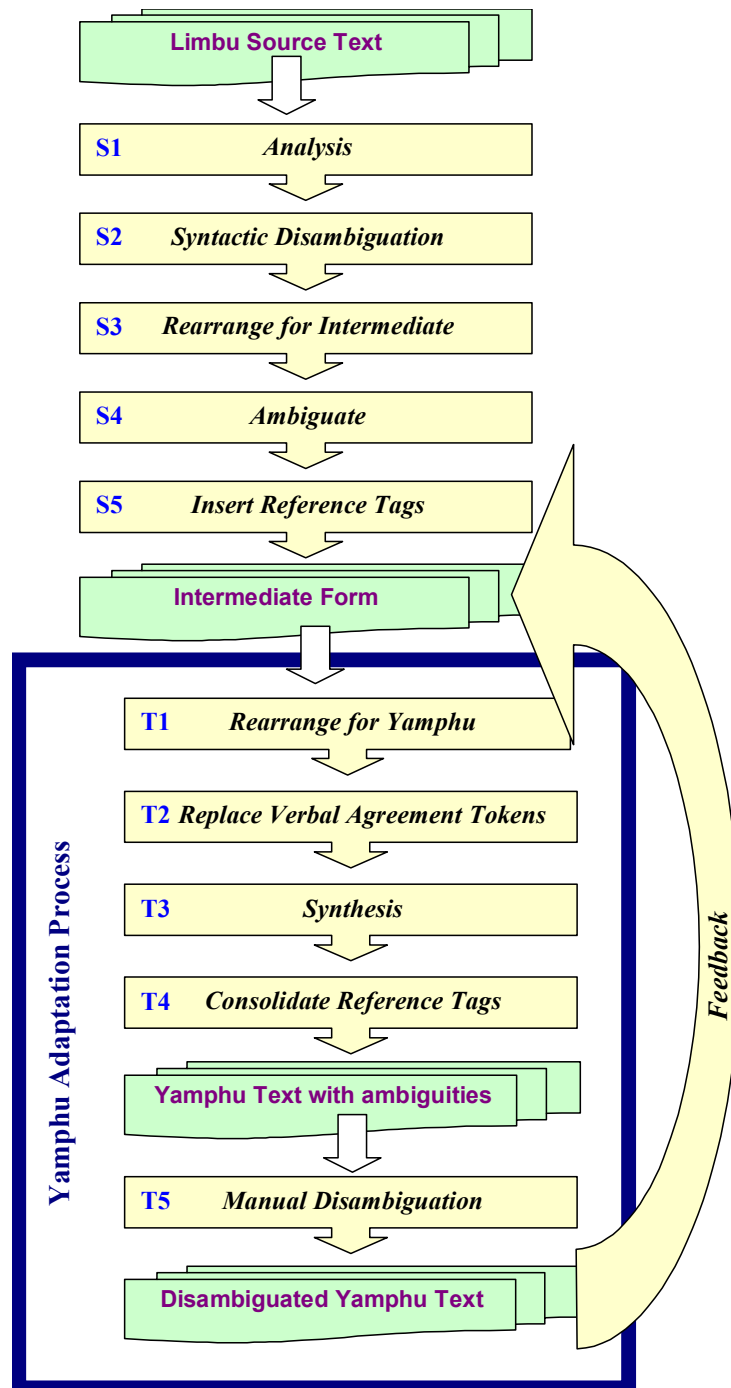 Limbu Source Text
S1 Analysis
S2 Syntactic Disambiguation
S3 Rearrange for Intermediate
S4 Ambiguate
S5 Insert Reference Tags
Intermediate Form
Yamphu Adaptation Process
T1 Rearrange for Yamphu
T2 Replace Verbal Agreement Tokens
T3 Synthesis
T4 Consolidate Reference Tags
Yamphu Text with ambiguities
T5 Manual Disambiguation
Disambiguated Yamphu Text
Feedback